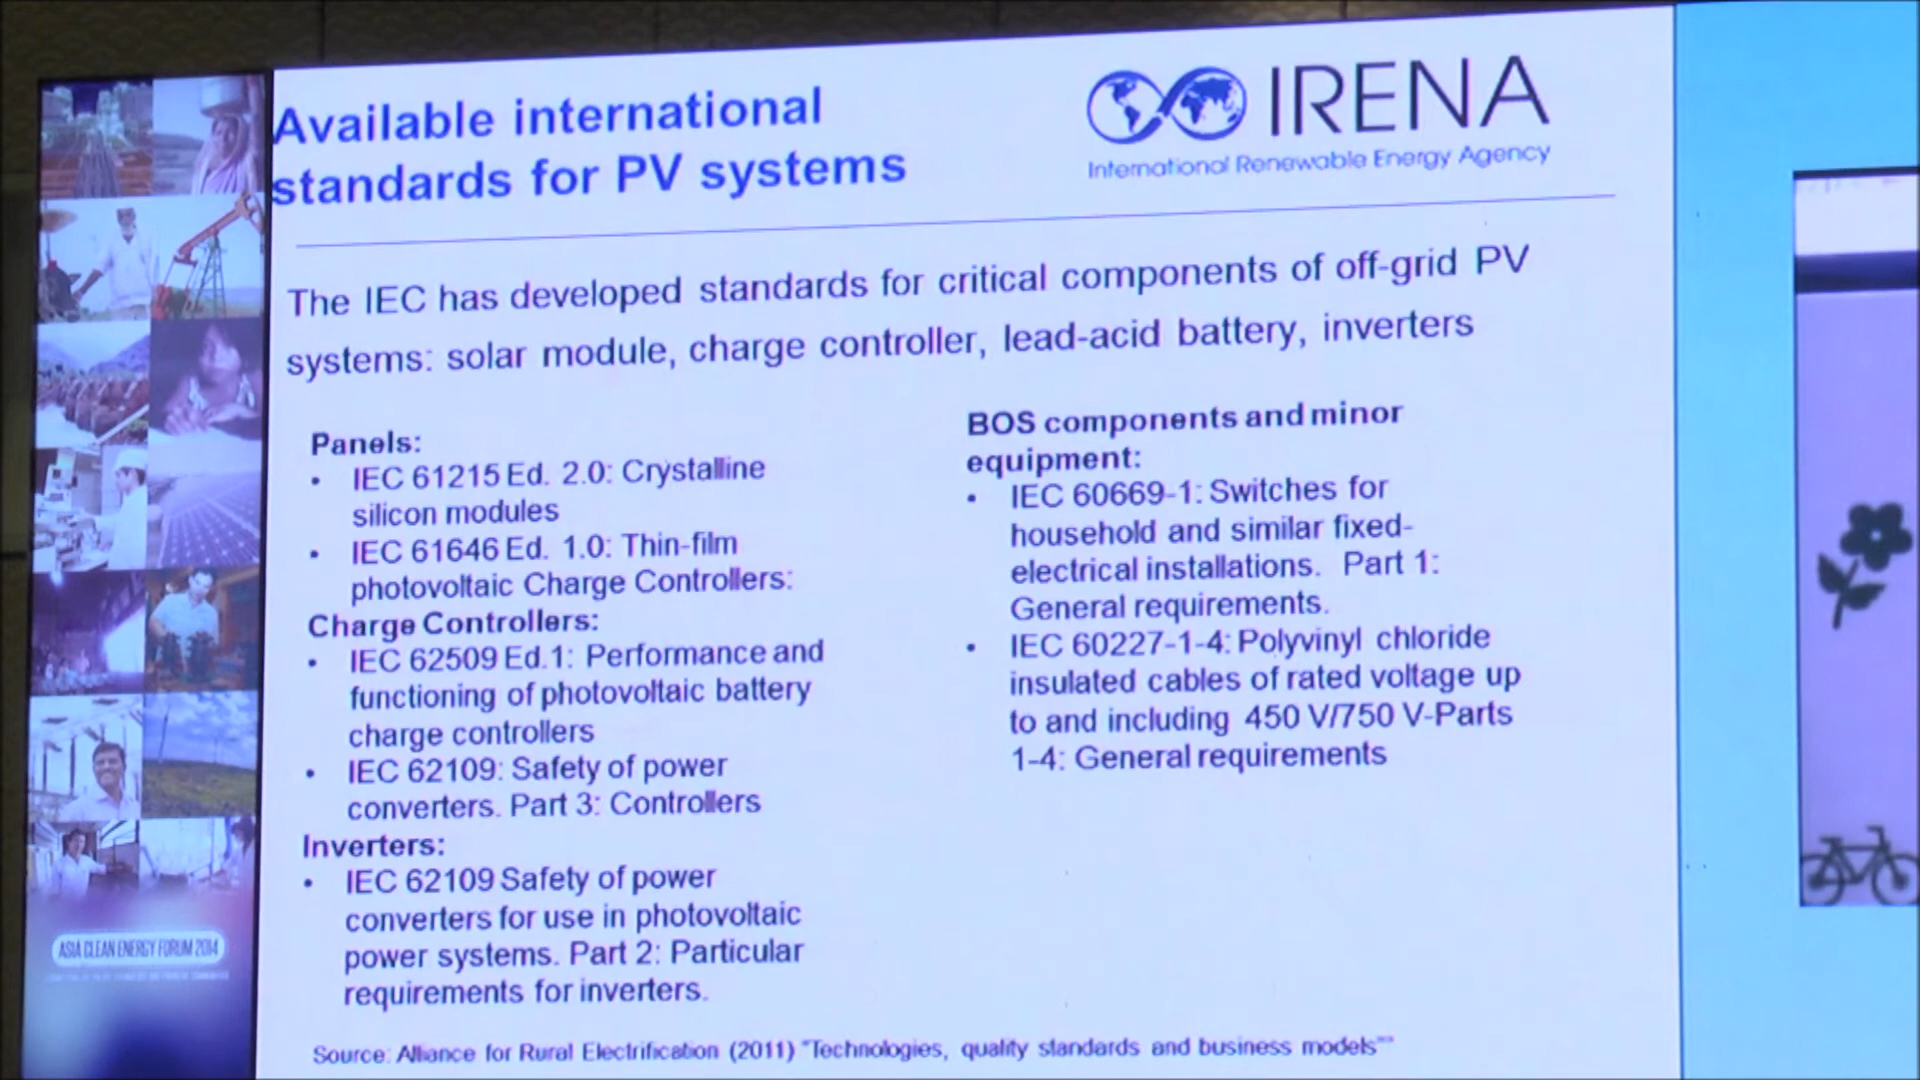 Available international
standards for PV systems
IRENA
International Renewable Energy Agency
The IEC has developed standards for critical components of off-grid PV
systems: solar module, charge controller, lead-acid battery, inverters
Panels:
• IEC 61215 Ed. 2.0: Crystalline
silicon modules
• IEC 61646 Ed. 1.0: Thin-film
photovoltaic Charge Controllers:
Charge Controllers:
• IEC 62509 Ed.1: Performance and
functioning of photovoltaic battery
charge controllers
• IEC 62109: Safety of power
converters. Part 3: Controllers
Inverters:
• IEC 62109 Safety of power
converters for use in photovoltaic
power systems. Part 2: Particular
requirements for inverters.
BOS components and minor
equipment:
• IEC 60669-1: Switches for
household and similar fixed-
electrical installations. Part 1:
General requirements.
• IEC 60227-1-4: Polyvinyl chloride
insulated cables of rated voltage up
to and including 450 V/750 V-Parts
1-4: General requirements
Source: Alliance for Rural Electrification (2011) "Technologies, quality standards and business models""
ASIA CLEAN ENERGY FORUM 2014